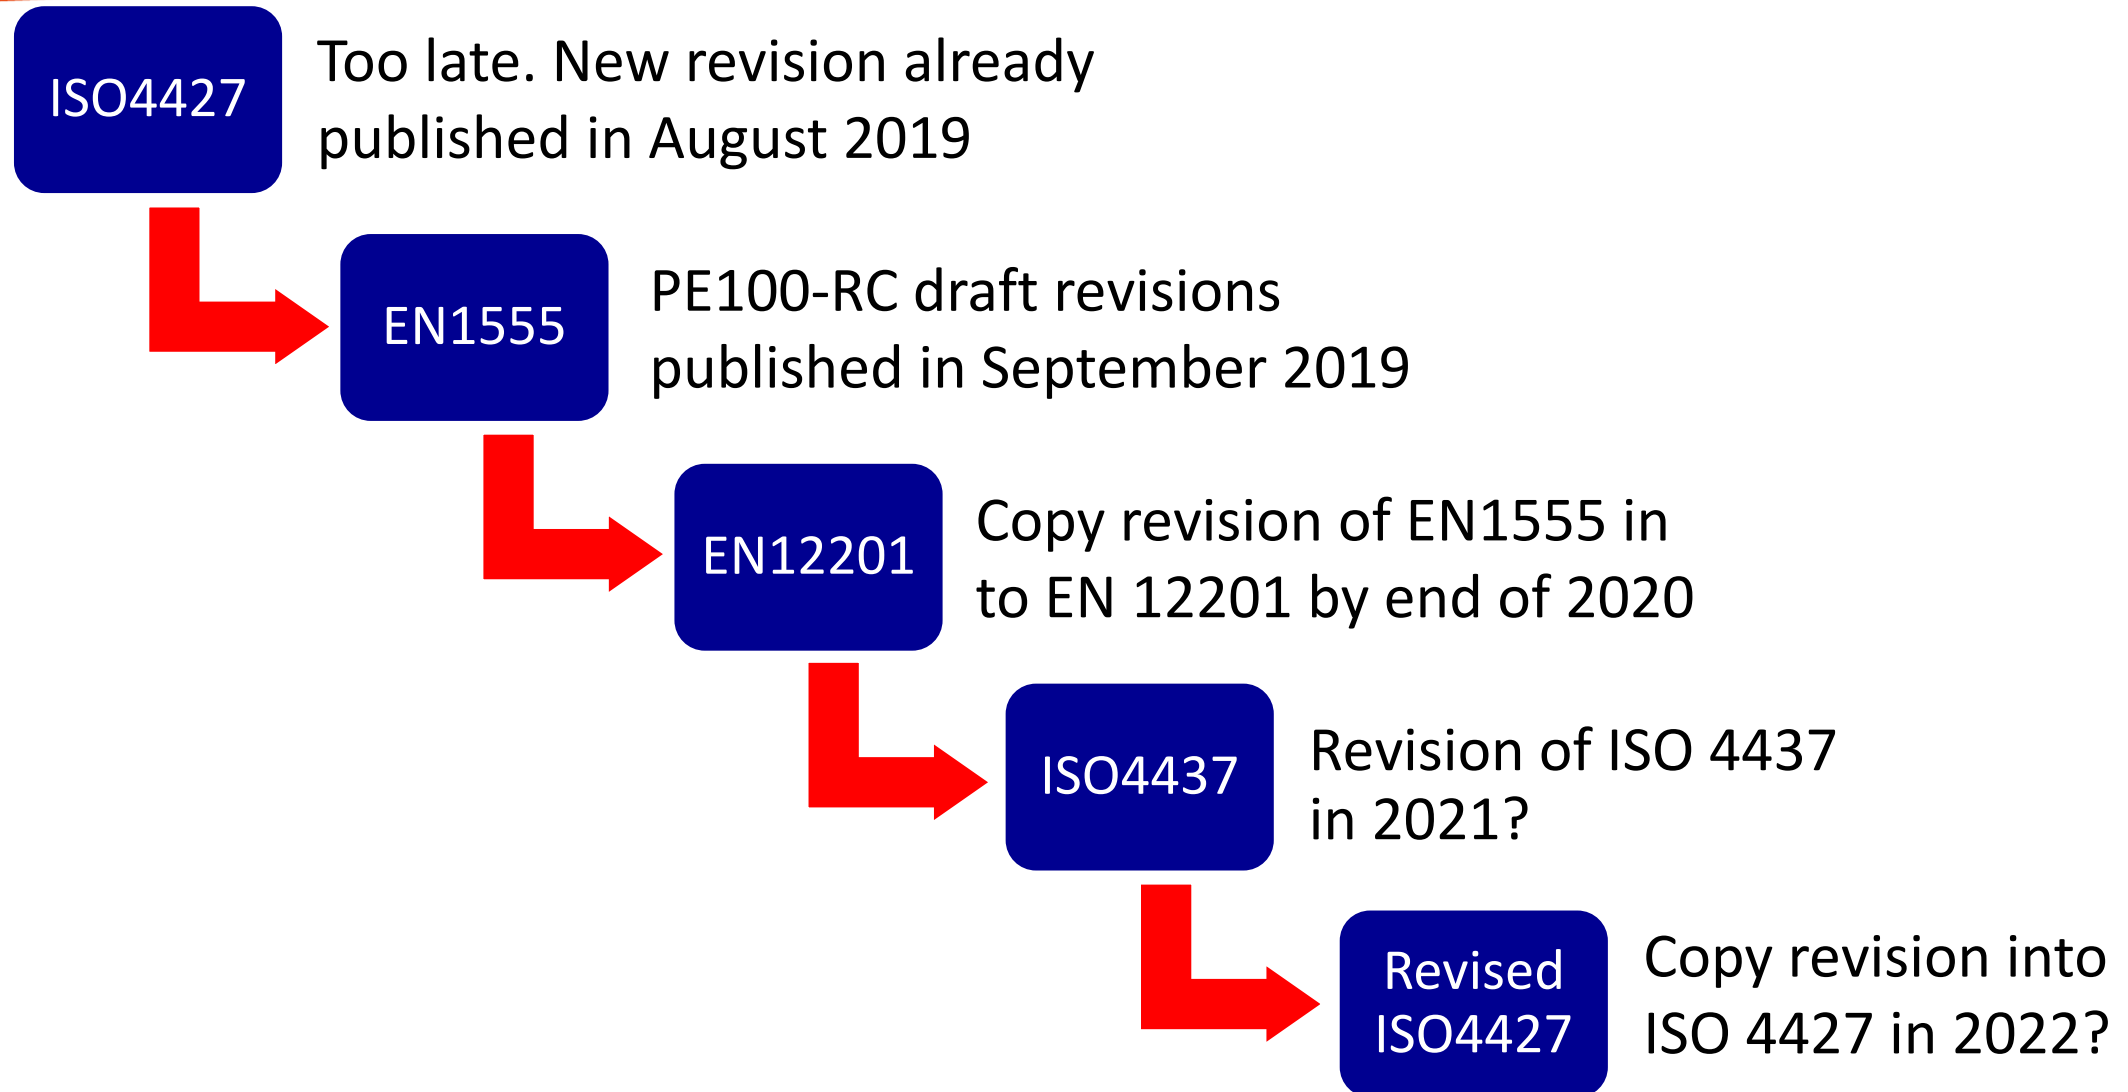 ISO4427
Too late. New revision already
published in August 2019
EN1555
PE100-RC draft revisions
published in September 2019
EN12201
Copy revision of EN1555 in
to EN 12201 by end of 2020
ISO4437
Revision of ISO 4437
in 2021?
Revised
ISO4427
Copy revision into
ISO 4427 in 2022?